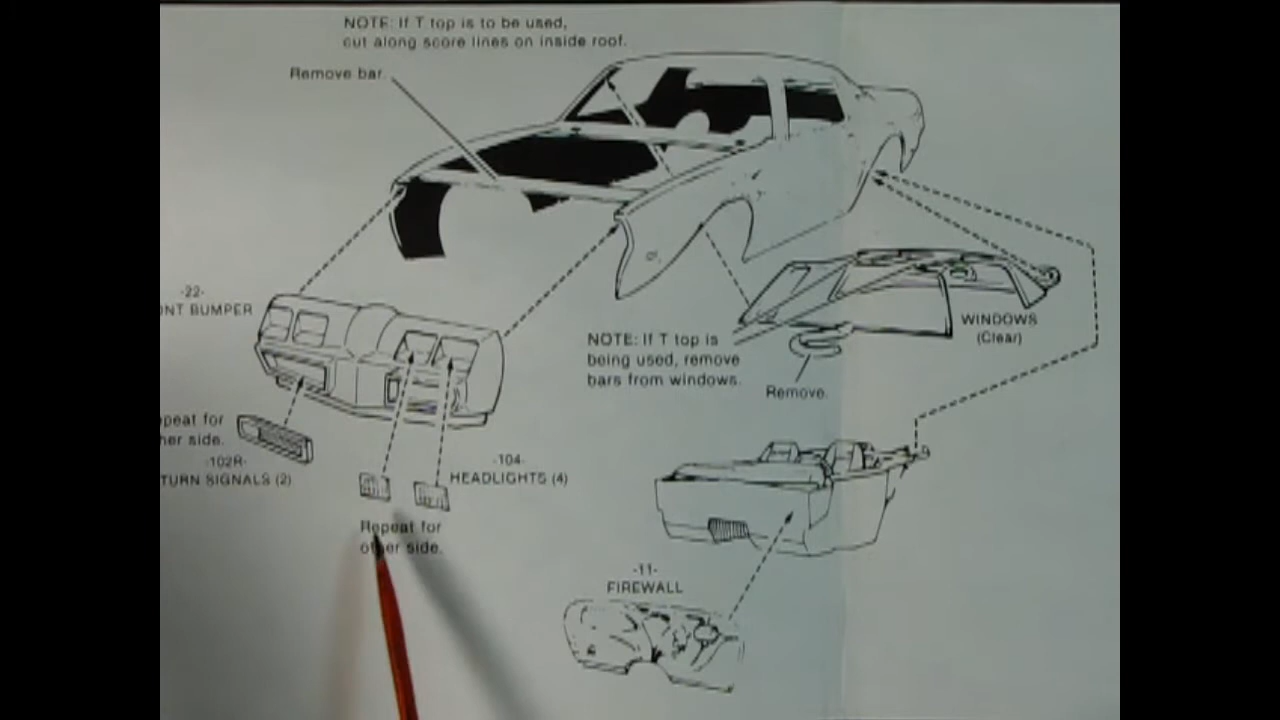 NOTE: If T top is to be used,
cut along score lines on inside roof.
Remove bar.
-22-
ONT BUMPER
NOTE: If T top is
being used, remove
bars from windows.
WINDOWS
(Clear)
Remove.
epeat for
her side.
-102R-
TURN SIGNALS (2)
-104-
HEADLIGHTS (4)
Repeat for
other side.
-11-
FIREWALL